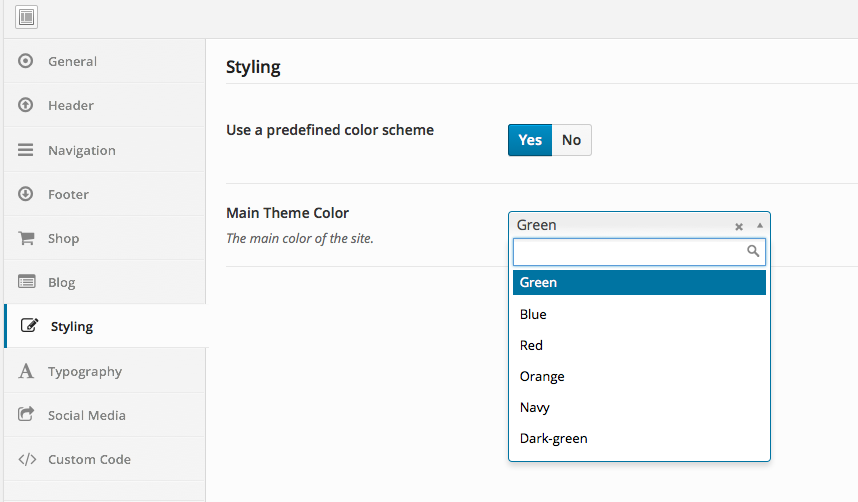 General
Header
Navigation
Footer
Shop
Blog
Styling
Typography
Social Media
Custom Code
Styling
Use a predefined color scheme
Yes No
Main Theme Color
The main color of the site.
Green
Green
Blue
Red
Orange
Navy
Dark-green